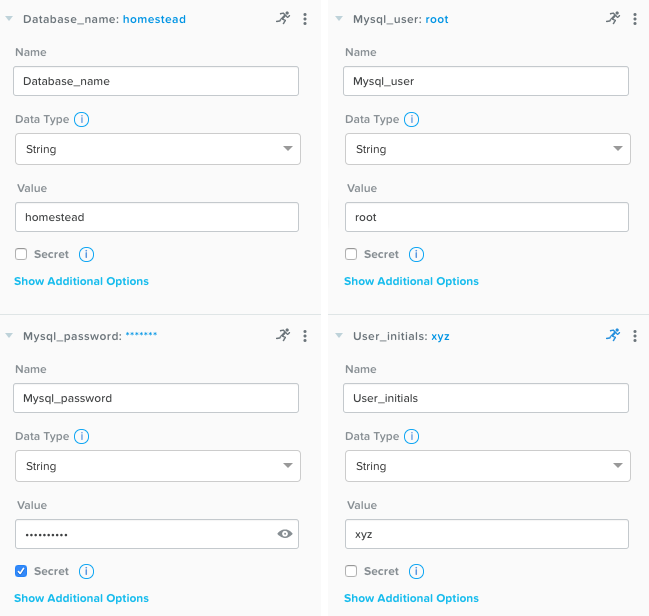 Database_name: homestead
Name
Database_name
Data Type i
String
Value
homestead
Secret i
Show Additional Options
Mysql_user: root
Name
Mysql_user
Data Type i
String
Value
root
Secret i
Show Additional Options
Mysql_password: *******
Name
Mysql_password
Data Type i
String
Value
••••••••••
Secret i
Show Additional Options
User_initials: xyz
Name
User_initials
Data Type i
String
Value
xyz
Secret i
Show Additional Options